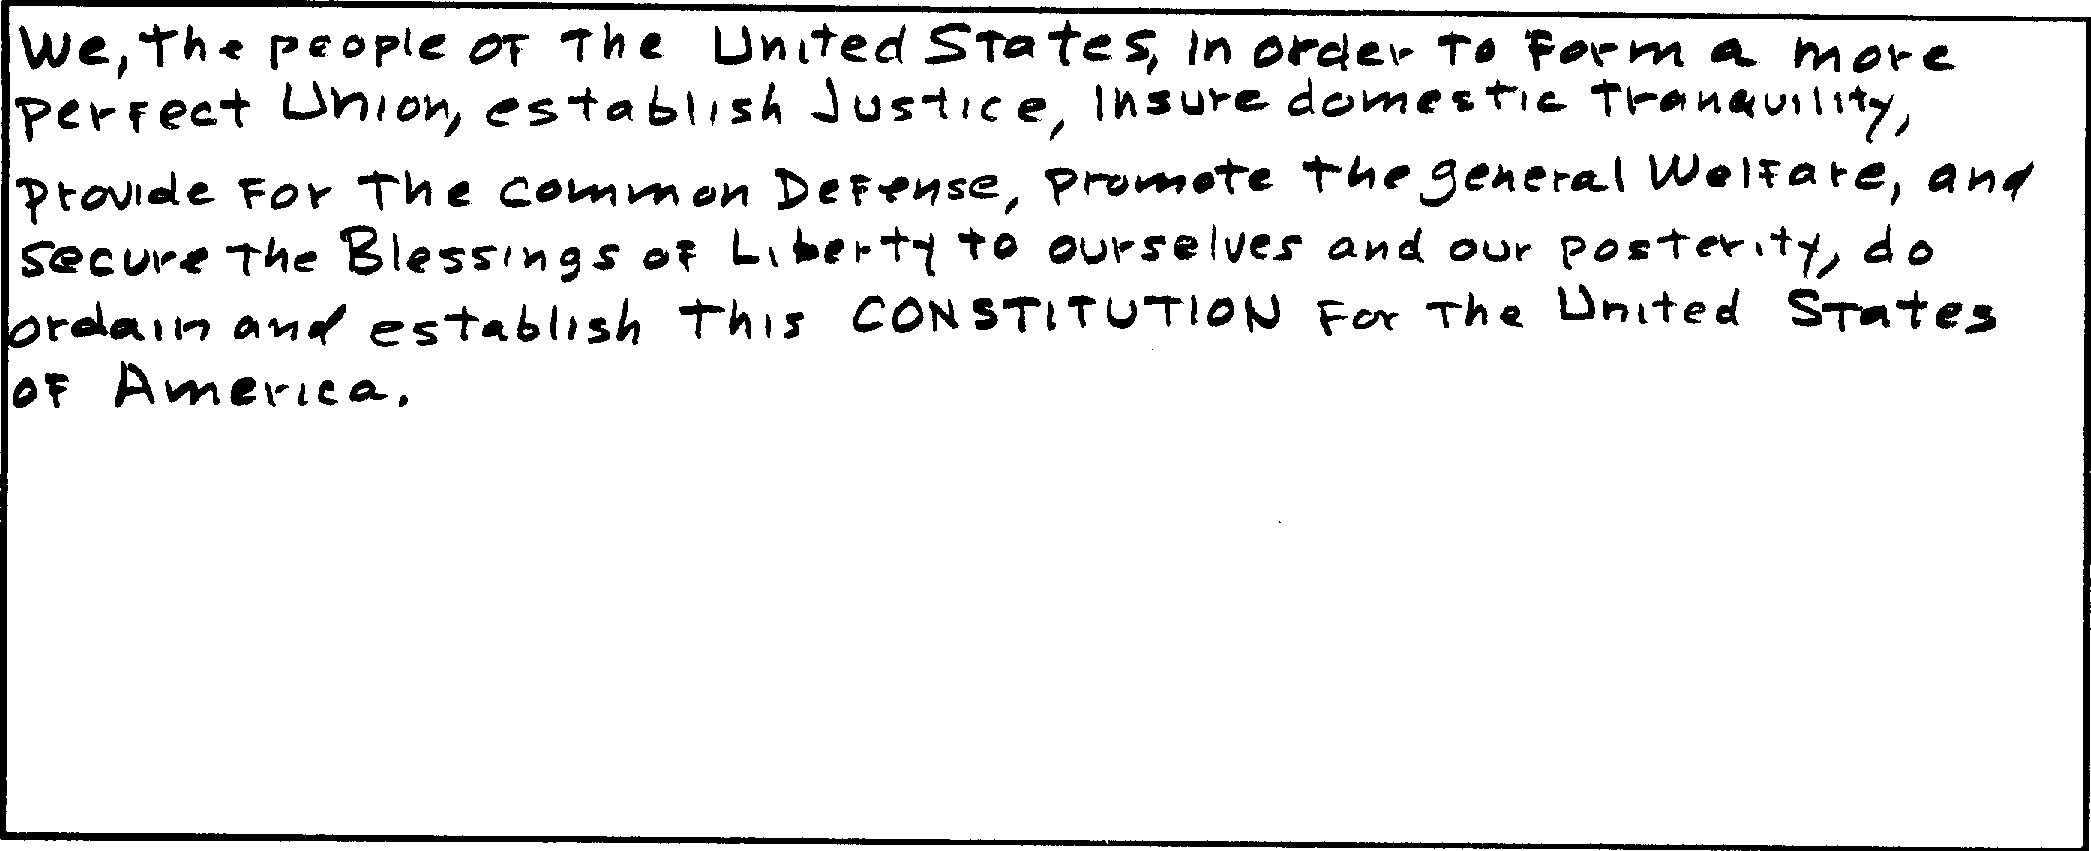 We, the people of the United States, in order to form a more
perfect Union, establish Justice, insure domestic tranquility,
provide for the common Defense, promote the general Welfare, and
secure the Blessings of Liberty to ourselves and our posterity, do
ordain and establish this CONSTITUTION for the United States
of America.